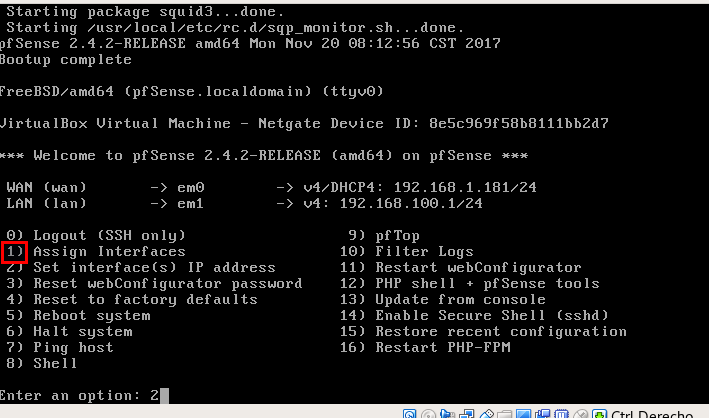 Starting package squid3...done.
Starting /usr/local/etc/rc.d/sqp_monitor.sh...done.
pfSense 2.4.2-RELEASE amd64 Mon Nov 20 08:12:56 CST 2017
Bootup complete
FreeBSD/amd64 (pfSense.localdomain) (ttyv0)
VirtualBox Virtual Machine - Netgate Device ID: 8e5c969f58b8111bb2d7
*** Welcome to pfSense 2.4.2-RELEASE (amd64) on pfSense ***
WAN (wan) -> em0 -> v4/DHCP4: 192.168.1.181/24
LAN (lan) -> em1 -> v4: 192.168.100.1/24
0) Logout (SSH only) 9) pfTop
1) Assign Interfaces 10) Filter Logs
2) Set interface(s) IP address 11) Restart webConfigurator
3) Reset webConfigurator password 12) PHP shell + pfSense tools
4) Reset to factory defaults 13) Update from console
5) Reboot system 14) Enable Secure Shell (sshd)
6) Halt system 15) Restore recent configuration
7) Ping host 16) Restart PHP-FPM
8) Shell
Enter an option: 2
Ctrl Derecho